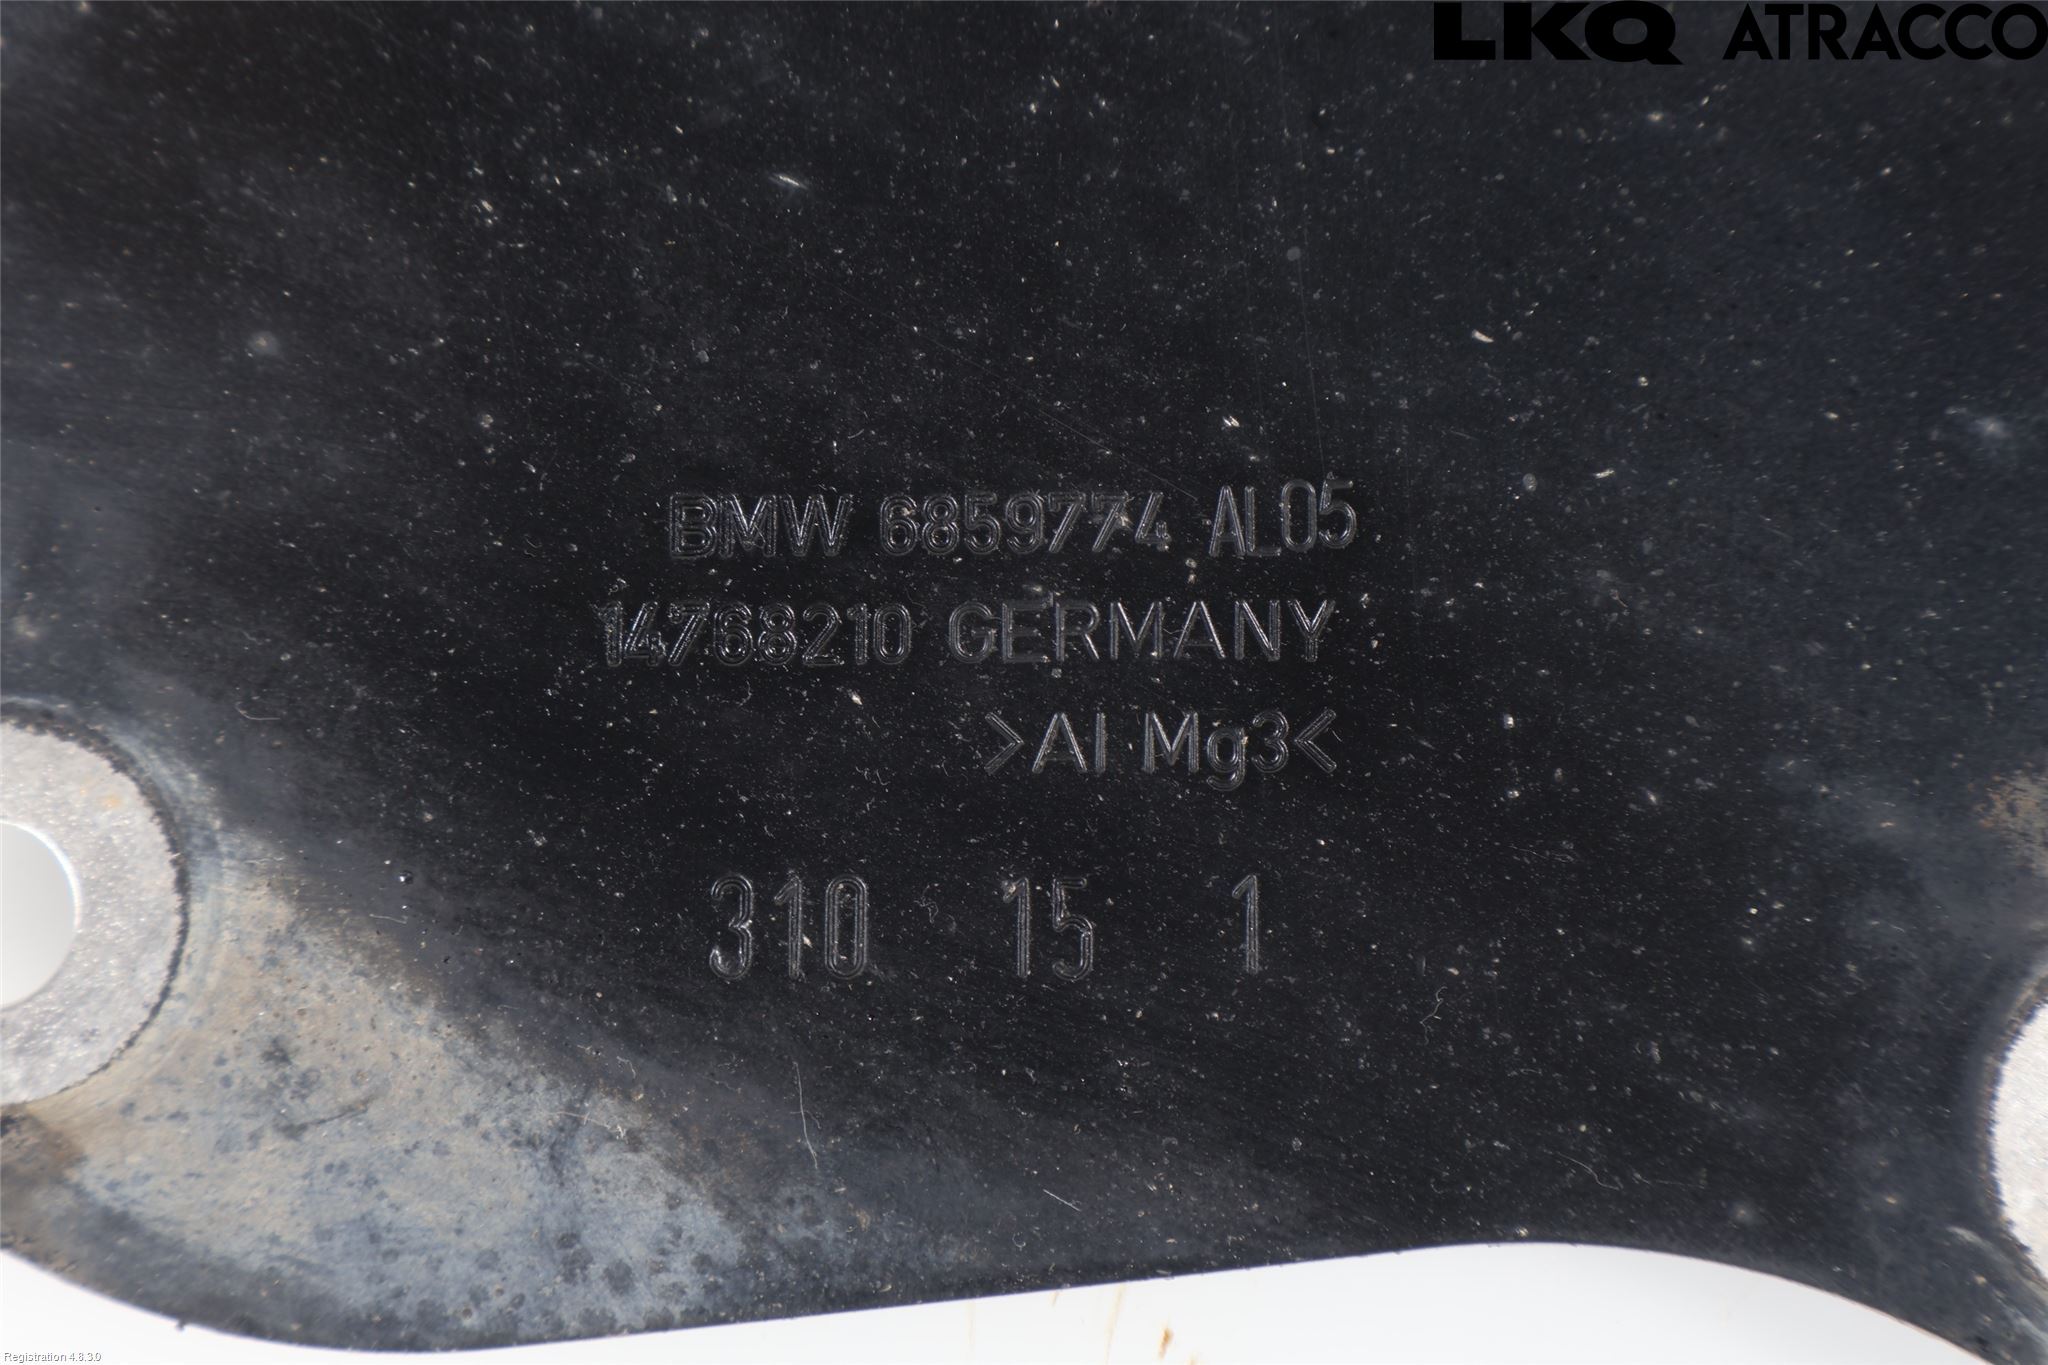 LKQ ATRACCO
BMW 6859774 AL05
14768210 GERMANY
>Al Mg3<
310 15 1
Registration 4.8.3.0